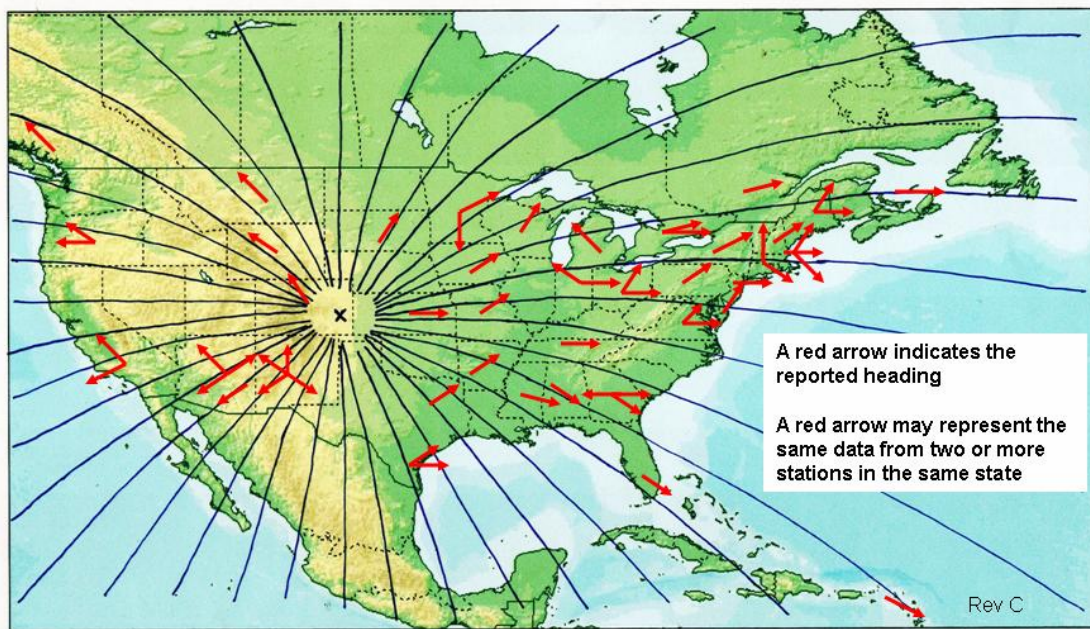 A red arrow indicates the
reported heading
A red arrow may represent the
same data from two or more
stations in the same state
Rev C